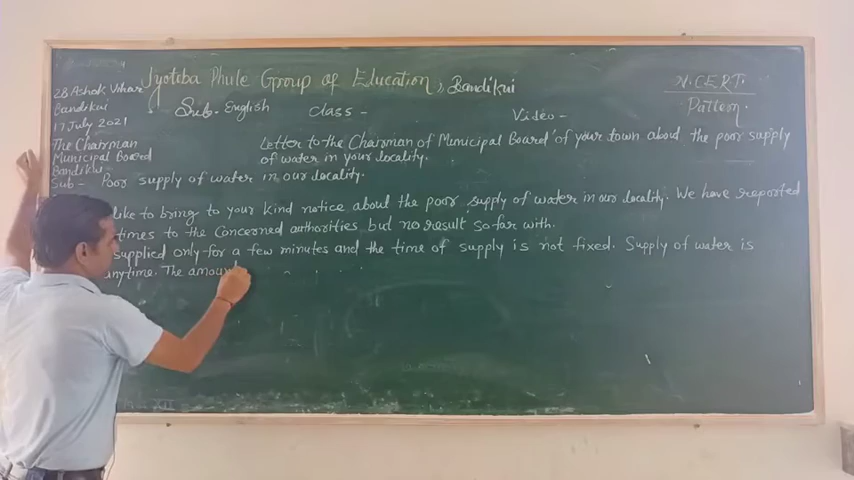 Jyotoba Phule Group of Education, Bandikui
N.CERT.
Pattern.
Sub. English Class - Video -
28 Ashok Vihar
Bandikui
17 July 2021
The Chairman
Municipal Board
Bandikui
Letter to the Chairman of Municipal Board of your town about the poor supply
of water in your locality.
Sub - Poor supply of water in our locality.
like to bring to your kind notice about the poor supply of water in our locality. We have reported
times to the Concerned authorities but no result so far with.
supplied only for a few minutes and the time of supply is not fixed. Supply of water is
anytime. The amount